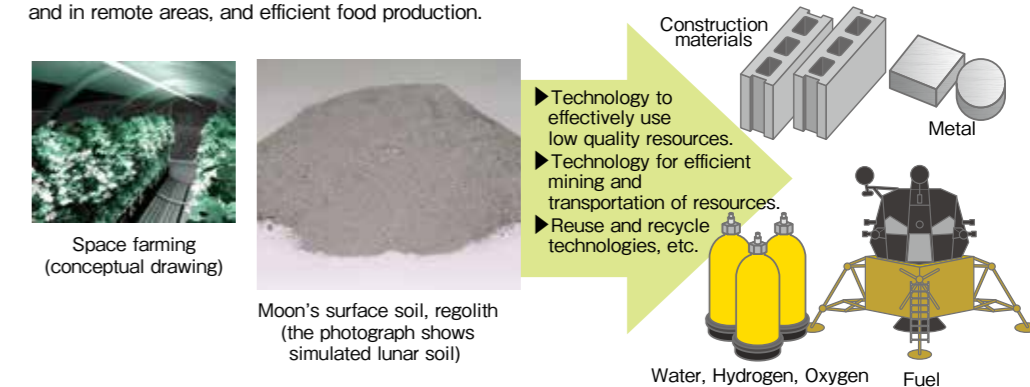 and in remote areas, and efficient food production.
Space farming
(conceptual drawing)
Moon's surface soil, regolith
(the photograph shows
simulated lunar soil)
▶Technology to
effectively use
low quality resources.
▶Technology for efficient
mining and
transportation of resources.
▶Reuse and recycle
technologies, etc.
Construction
materials
Metal
Water, Hydrogen, Oxygen
Fuel